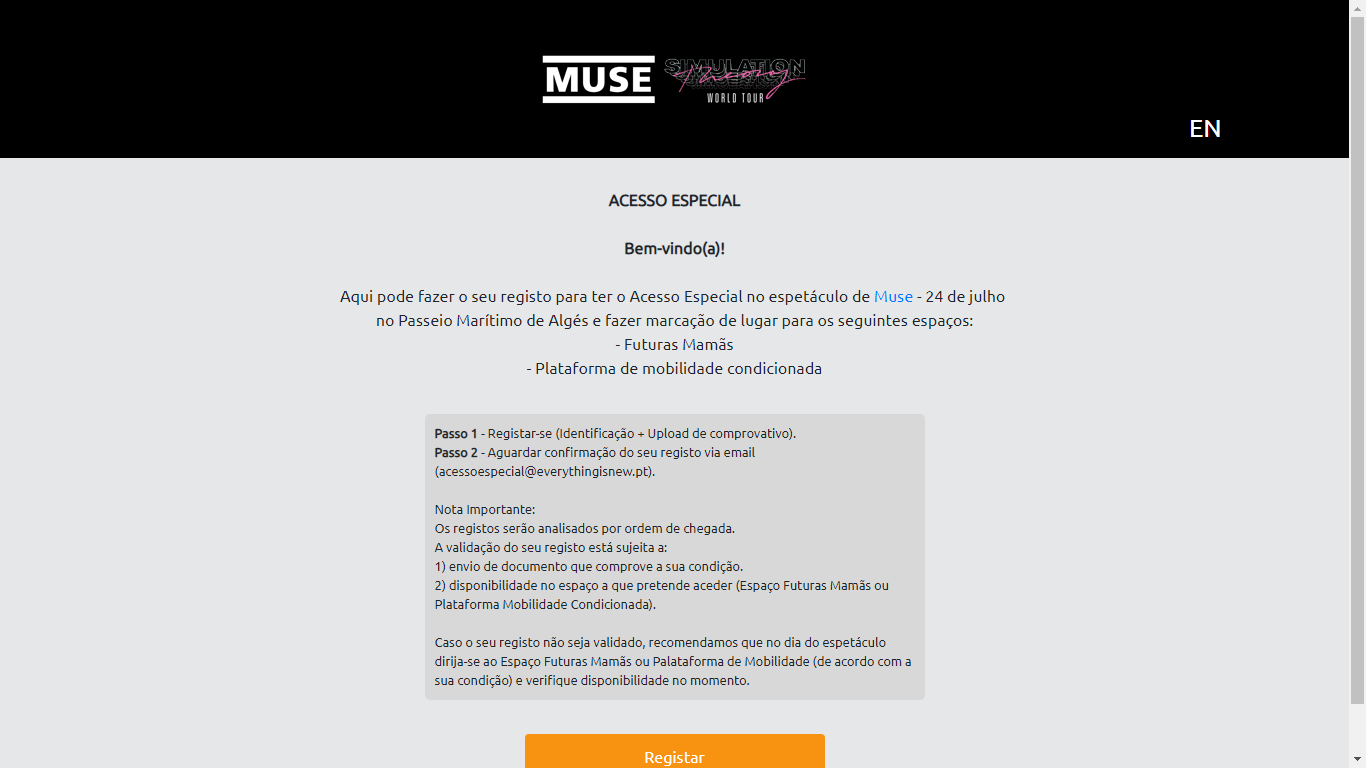 MUSE SIMULATION
Theory
WORLD TOUR
EN
ACESSO ESPECIAL
Bem-vindo(a)!
Aqui pode fazer o seu registo para ter o Acesso Especial no espetáculo de Muse - 24 de julho
no Passeio Marítimo de Algés e fazer marcação de lugar para os seguintes espaços:
- Futuras Mamãs
- Plataforma de mobilidade condicionada
Passo 1 - Registar-se (Identificação + Upload de comprovativo).
Passo 2 - Aguardar confirmação do seu registo via email
(acessoespecial@everythingisnew.pt).
Nota Importante:
Os registos serão analisados por ordem de chegada.
A validação do seu registo está sujeita a:
1) envio de documento que comprove a sua condição.
2) disponibilidade no espaço a que pretende aceder (Espaço Futuras Mamãs ou
Plataforma Mobilidade Condicionada).
Caso o seu registo não seja validado, recomendamos que no dia do espetáculo
dirija-se ao Espaço Futuras Mamãs ou Palataforma de Mobilidade (de acordo com a
sua condição) e verifique disponibilidade no momento.
Registar